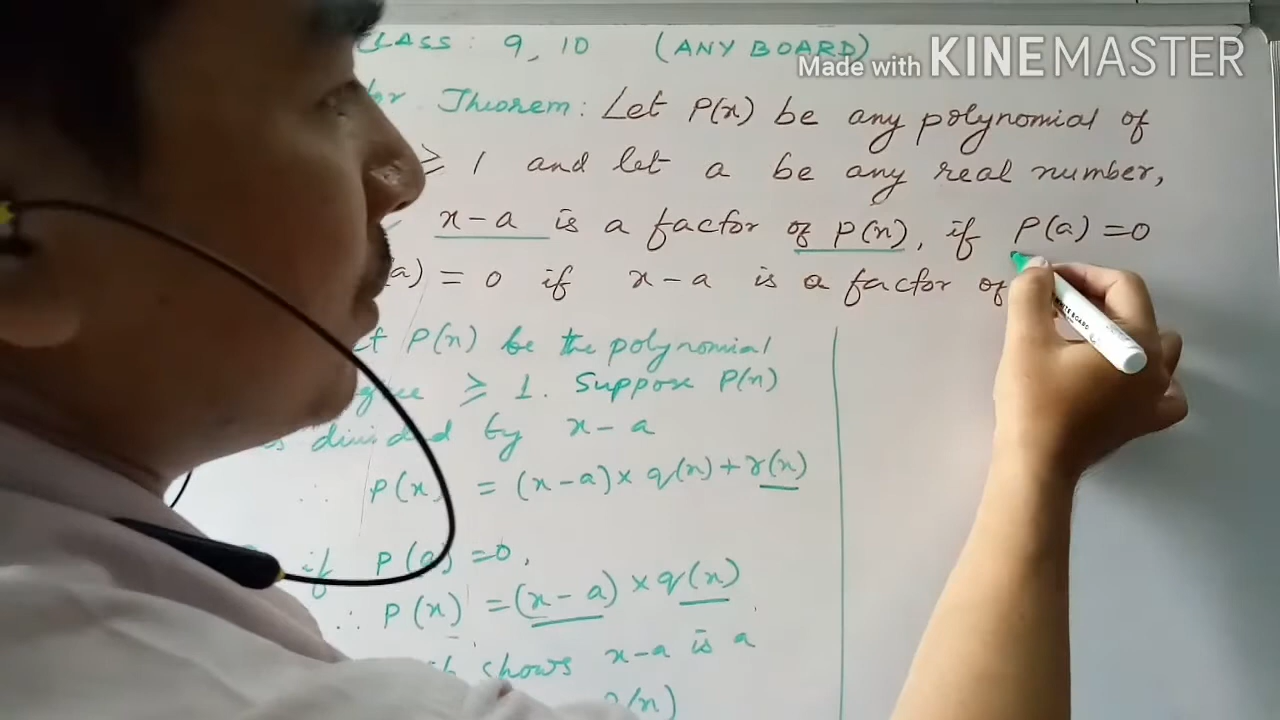 LASS: 9, 10 (ANY BOARD)
Made with KINEMASTER
or Theorem: Let P(x) be any polynomial of
≥ 1 and let a be any real number,
x-a is a factor of P(x), if P(a) =0
(a) = 0 if x-a is a factor of
P(x) be the polynomial
≥ 1. Suppose P(x)
divided by x-a
∴ P(x) = (x-a) × q(x) + r(x)
if P(a) =0,
∴ P(x) =(x-a) × q(x)
shows x-a is a